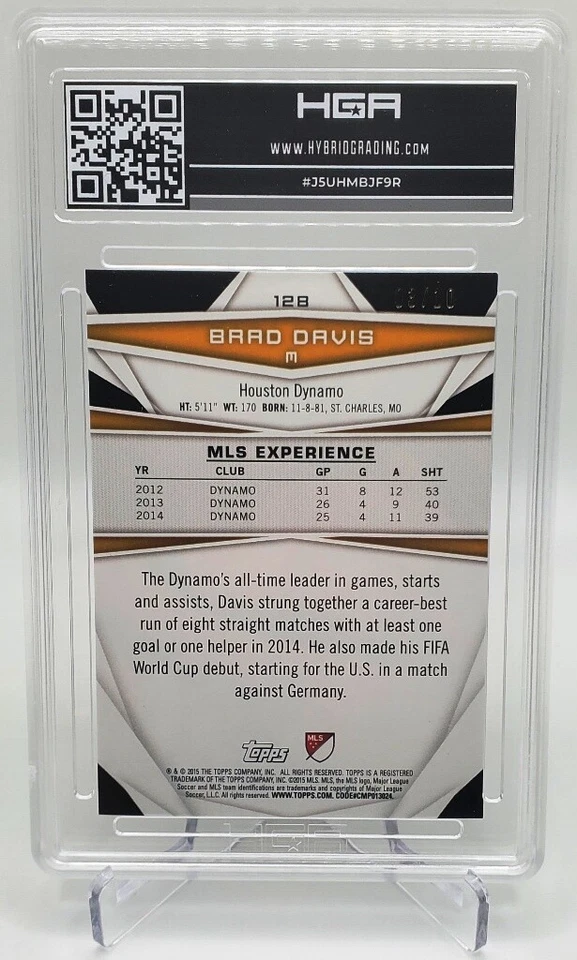 HGA
WWW.HYBRIDGRADING.COM
#J5UHMBJF9R
128
BRAD DAVIS
M
Houston Dynamo
HT: 5'11" WT: 170 BORN: 11-8-81, ST. CHARLES, MO
MLS EXPERIENCE
YR CLUB GP G A SHT
2012 DYNAMO 31 8 12 53
2013 DYNAMO 26 4 9 40
2014 DYNAMO 25 4 11 39
The Dynamo's all-time leader in games, starts
and assists, Davis strung together a career-best
run of eight straight matches with at least one
goal or one helper in 2014. He also made his FIFA
World Cup debut, starting for the U.S. in a match
against Germany.
Topps MLS
® & © 2015 THE TOPPS COMPANY, INC. ALL RIGHTS RESERVED. TOPPS IS A REGISTERED
TRADEMARK OF THE TOPPS COMPANY, INC. ©2015 MLS. MLS, the MLS logo, Major League
Soccer and MLS team identifications are trademarks and copyrights of Major League
Soccer, L.L.C. All rights reserved. WWW.TOPPS.COM. CODE#CMP013024.
HGA